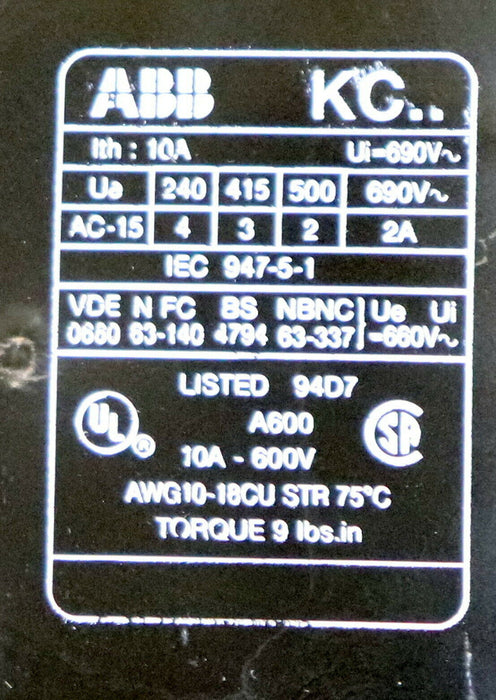 ABB KC..
Ith : 10A Ui=690V~
Ue 240 415 500 690V~
AC-15 4 3 2 2A
IEC 947-5-1
VDE N FC BS NBNC Ue Ui
0660 63-140 4794 63-337 =660V~
LISTED 94D7
UL ® A600 SA
10A - 600V
AWG10-18CU STR 75°C
TORQUE 9 lbs.in